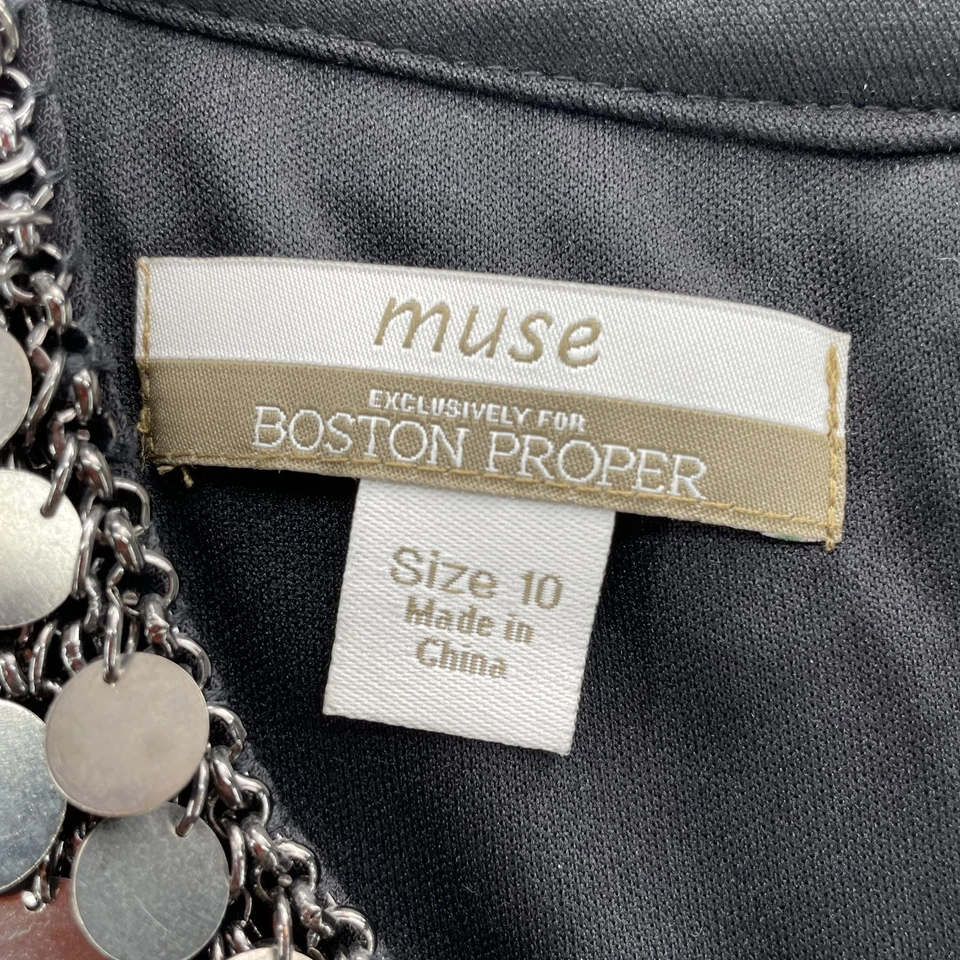 muse
EXCLUSIVELY FOR
BOSTON PROPER
Size 10
Made in
China